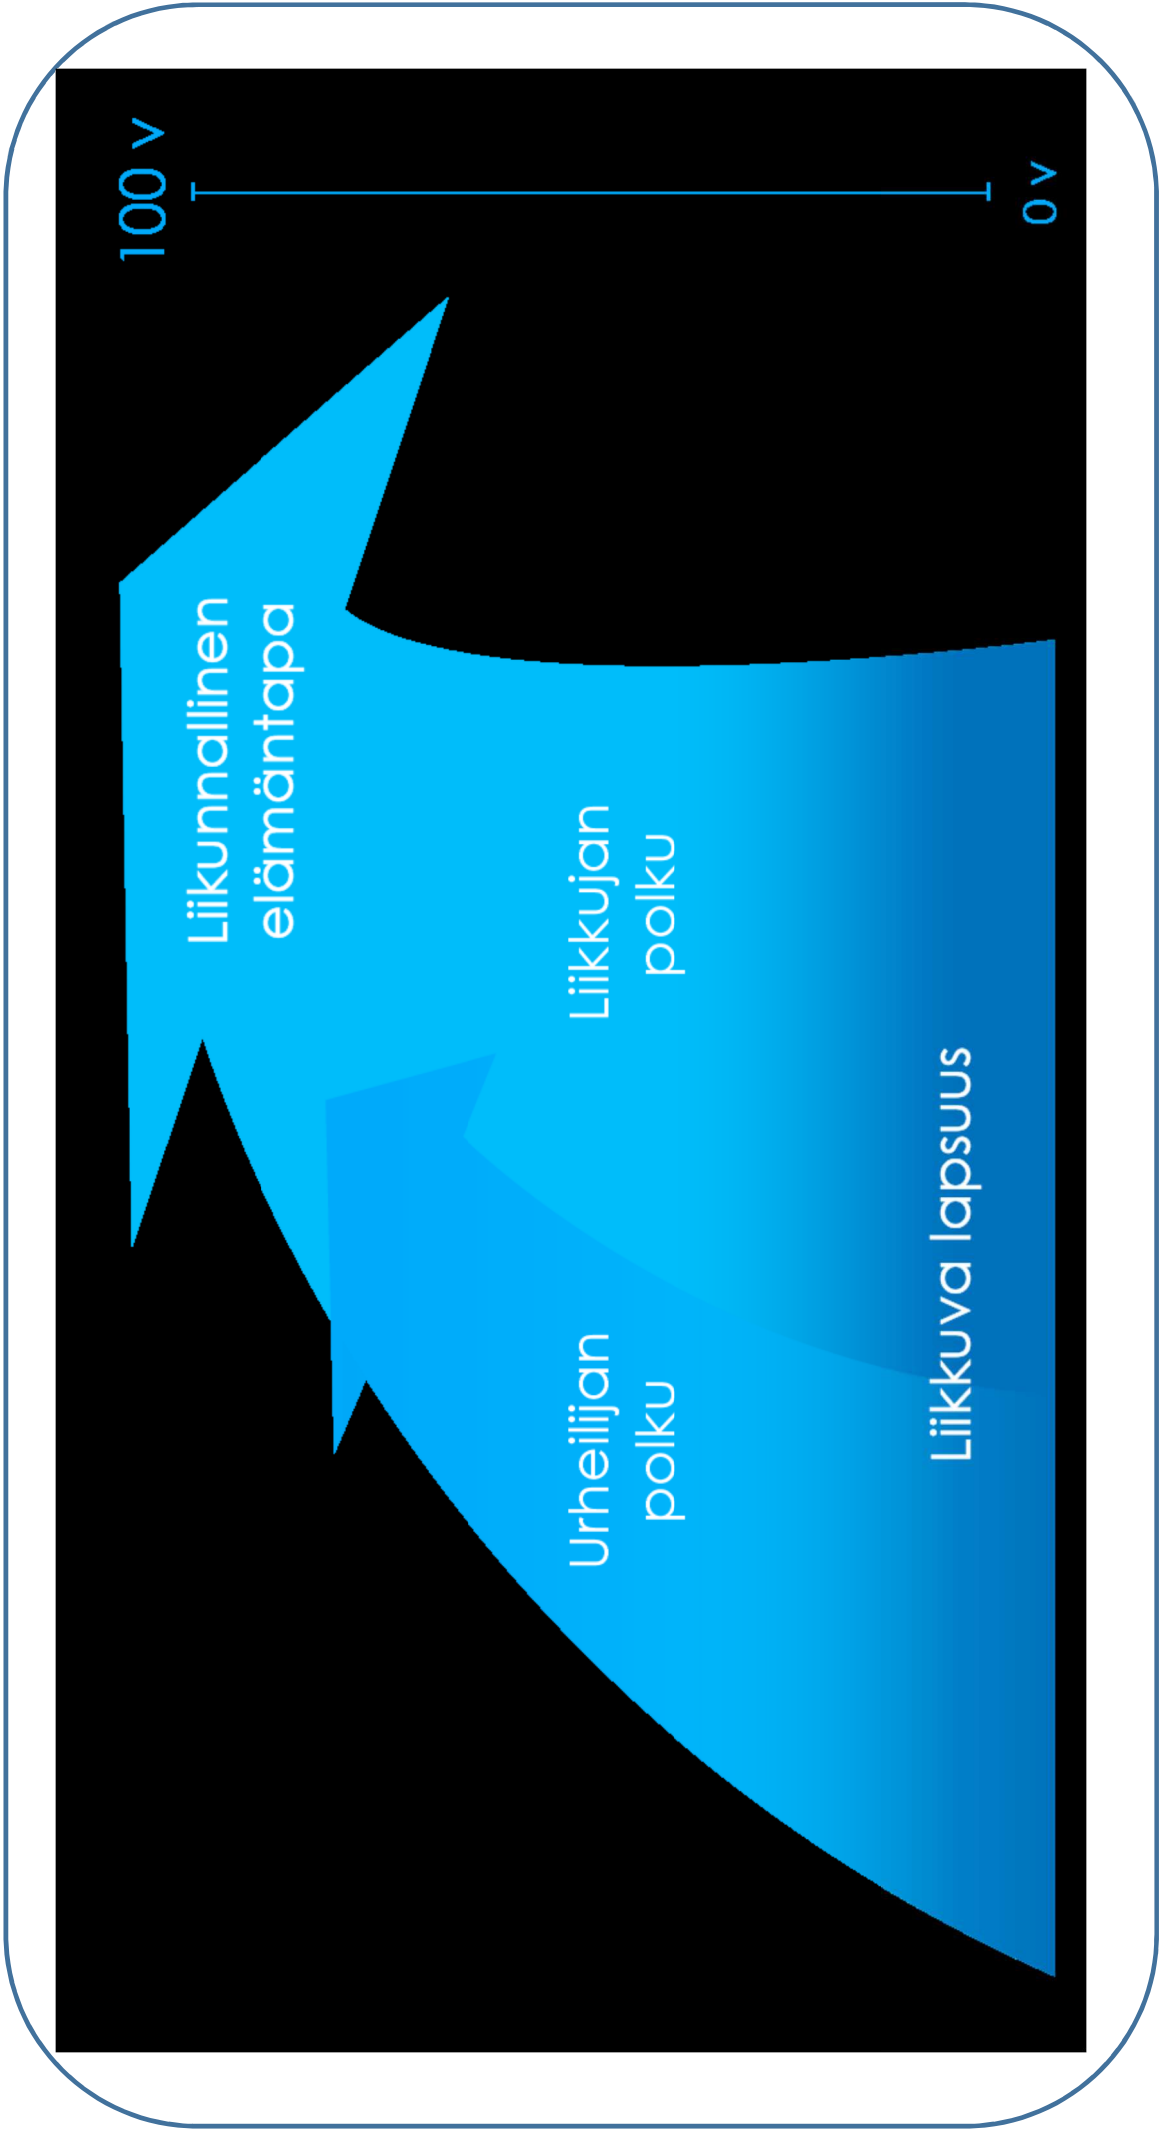 100 v
Liikunnallinen
elämäntapa
Urheilijan
polku
Liikkujan
polku
Liikkuva lapsuus
0 v